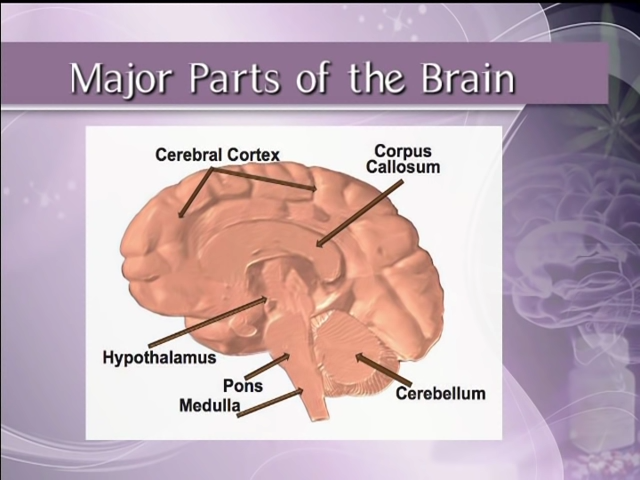 Major Parts of the Brain
Cerebral Cortex
Corpus
Callosum
Hypothalamus
Pons
Medulla
Cerebellum